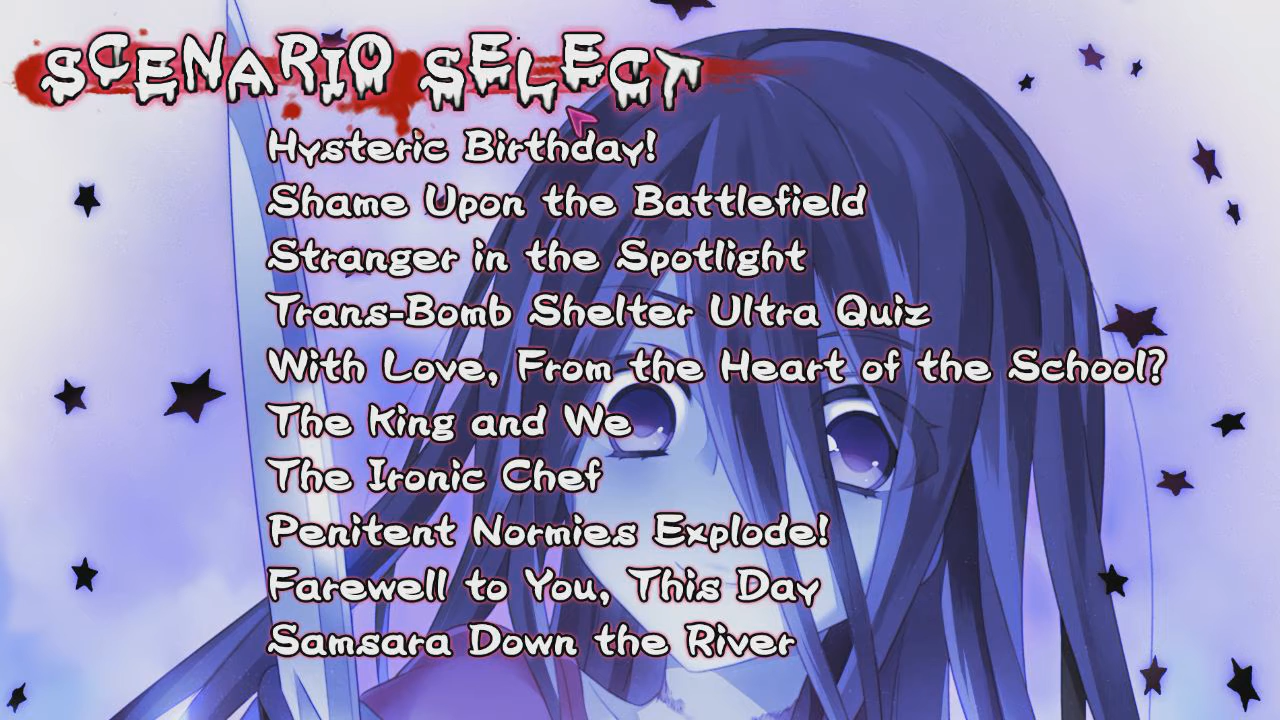 SCENARIO SELECT
Hysteric Birthday!
Shame Upon the Battlefield
Stranger in the Spotlight
Trans-Bomb Shelter Ultra Quiz
With Love, From the Heart of the School?
The King and We
The Ironic Chef
Penitent Normies Explode!
Farewell to You, This Day
Samsara Down the River